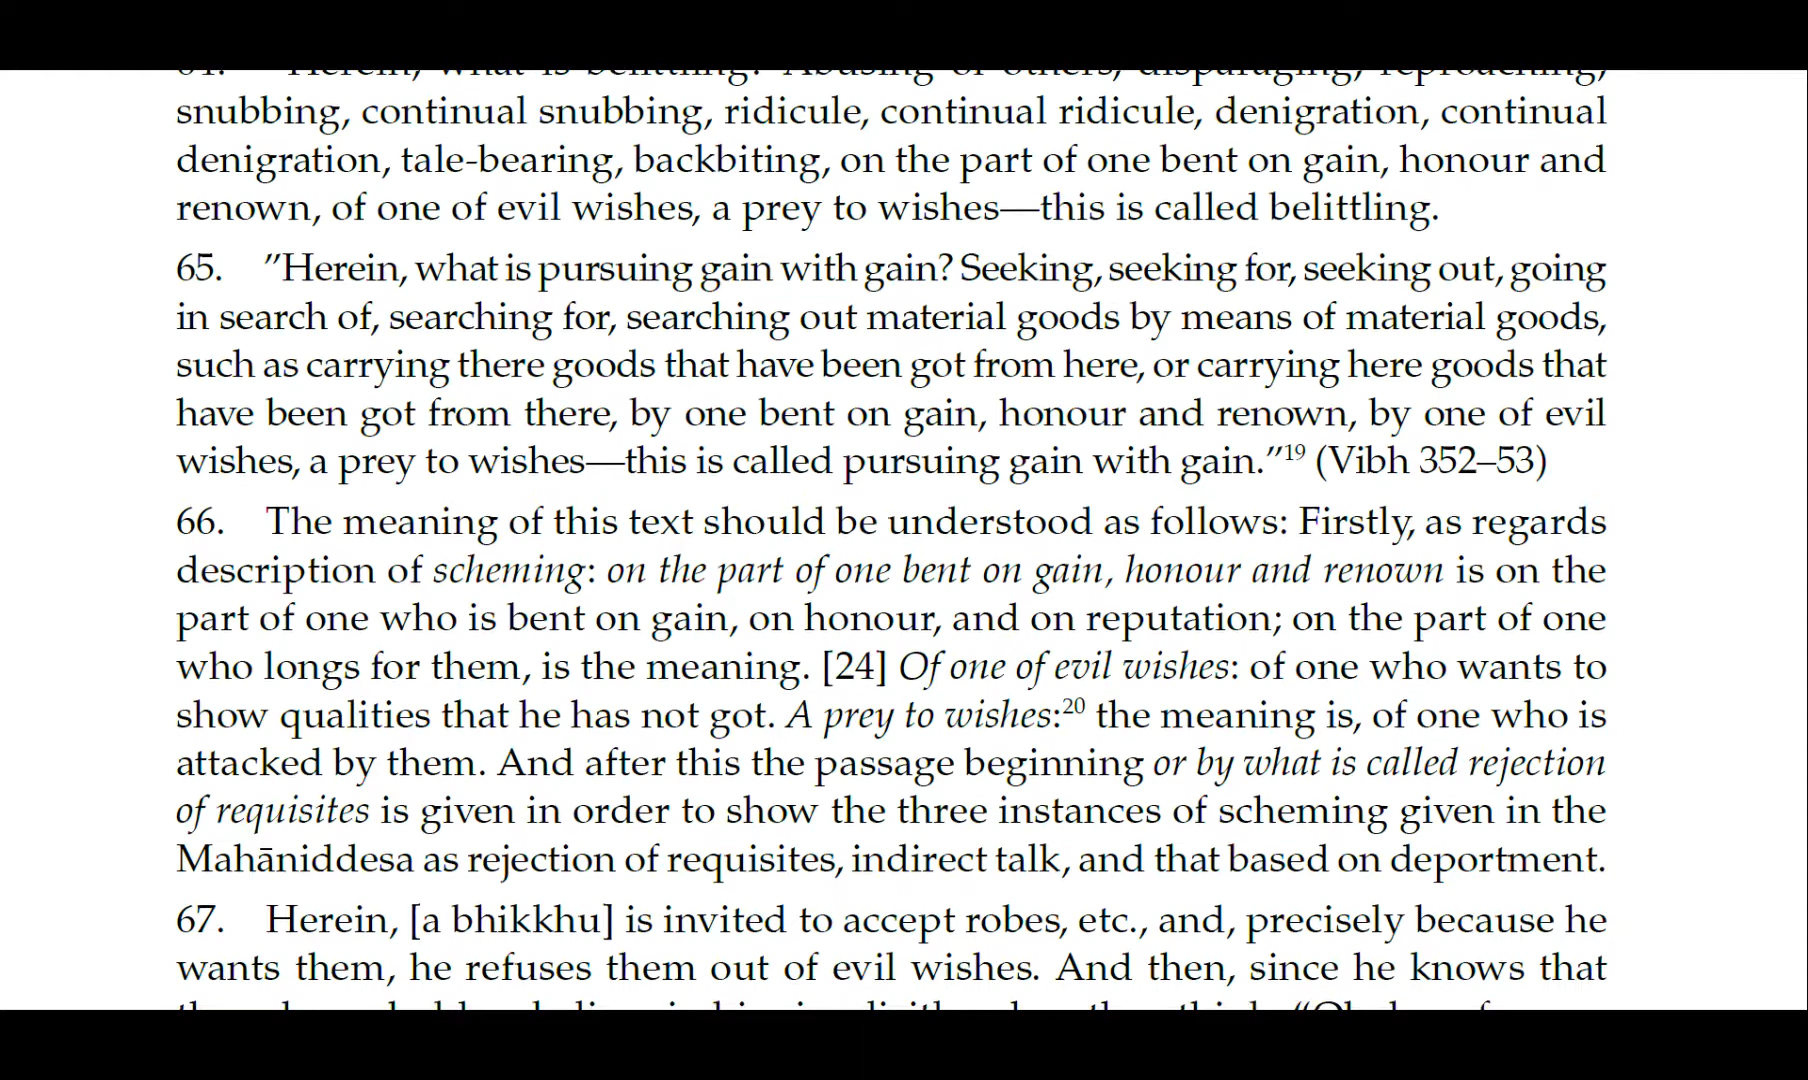 64. "Herein, what is belittling? Abusing of others, disparaging, reproaching,
snubbing, continual snubbing, ridicule, continual ridicule, denigration, continual
denigration, tale-bearing, backbiting, on the part of one bent on gain, honour and
renown, of one of evil wishes, a prey to wishes—this is called belittling.
65. ”Herein, what is pursuing gain with gain? Seeking, seeking for, seeking out, going
in search of, searching for, searching out material goods by means of material goods,
such as carrying there goods that have been got from here, or carrying here goods that
have been got from there, by one bent on gain, honour and renown, by one of evil
wishes, a prey to wishes—this is called pursuing gain with gain.”19 (Vibh 352–53)
66. The meaning of this text should be understood as follows: Firstly, as regards
description of scheming: on the part of one bent on gain, honour and renown is on the
part of one who is bent on gain, on honour, and on reputation; on the part of one
who longs for them, is the meaning. [24] Of one of evil wishes: of one who wants to
show qualities that he has not got. A prey to wishes:20 the meaning is, of one who is
attacked by them. And after this the passage beginning or by what is called rejection
of requisites is given in order to show the three instances of scheming given in the
Mahāniddesa as rejection of requisites, indirect talk, and that based on deportment.
67. Herein, [a bhikkhu] is invited to accept robes, etc., and, precisely because he
wants them, he refuses them out of evil wishes. And then, since he knows that